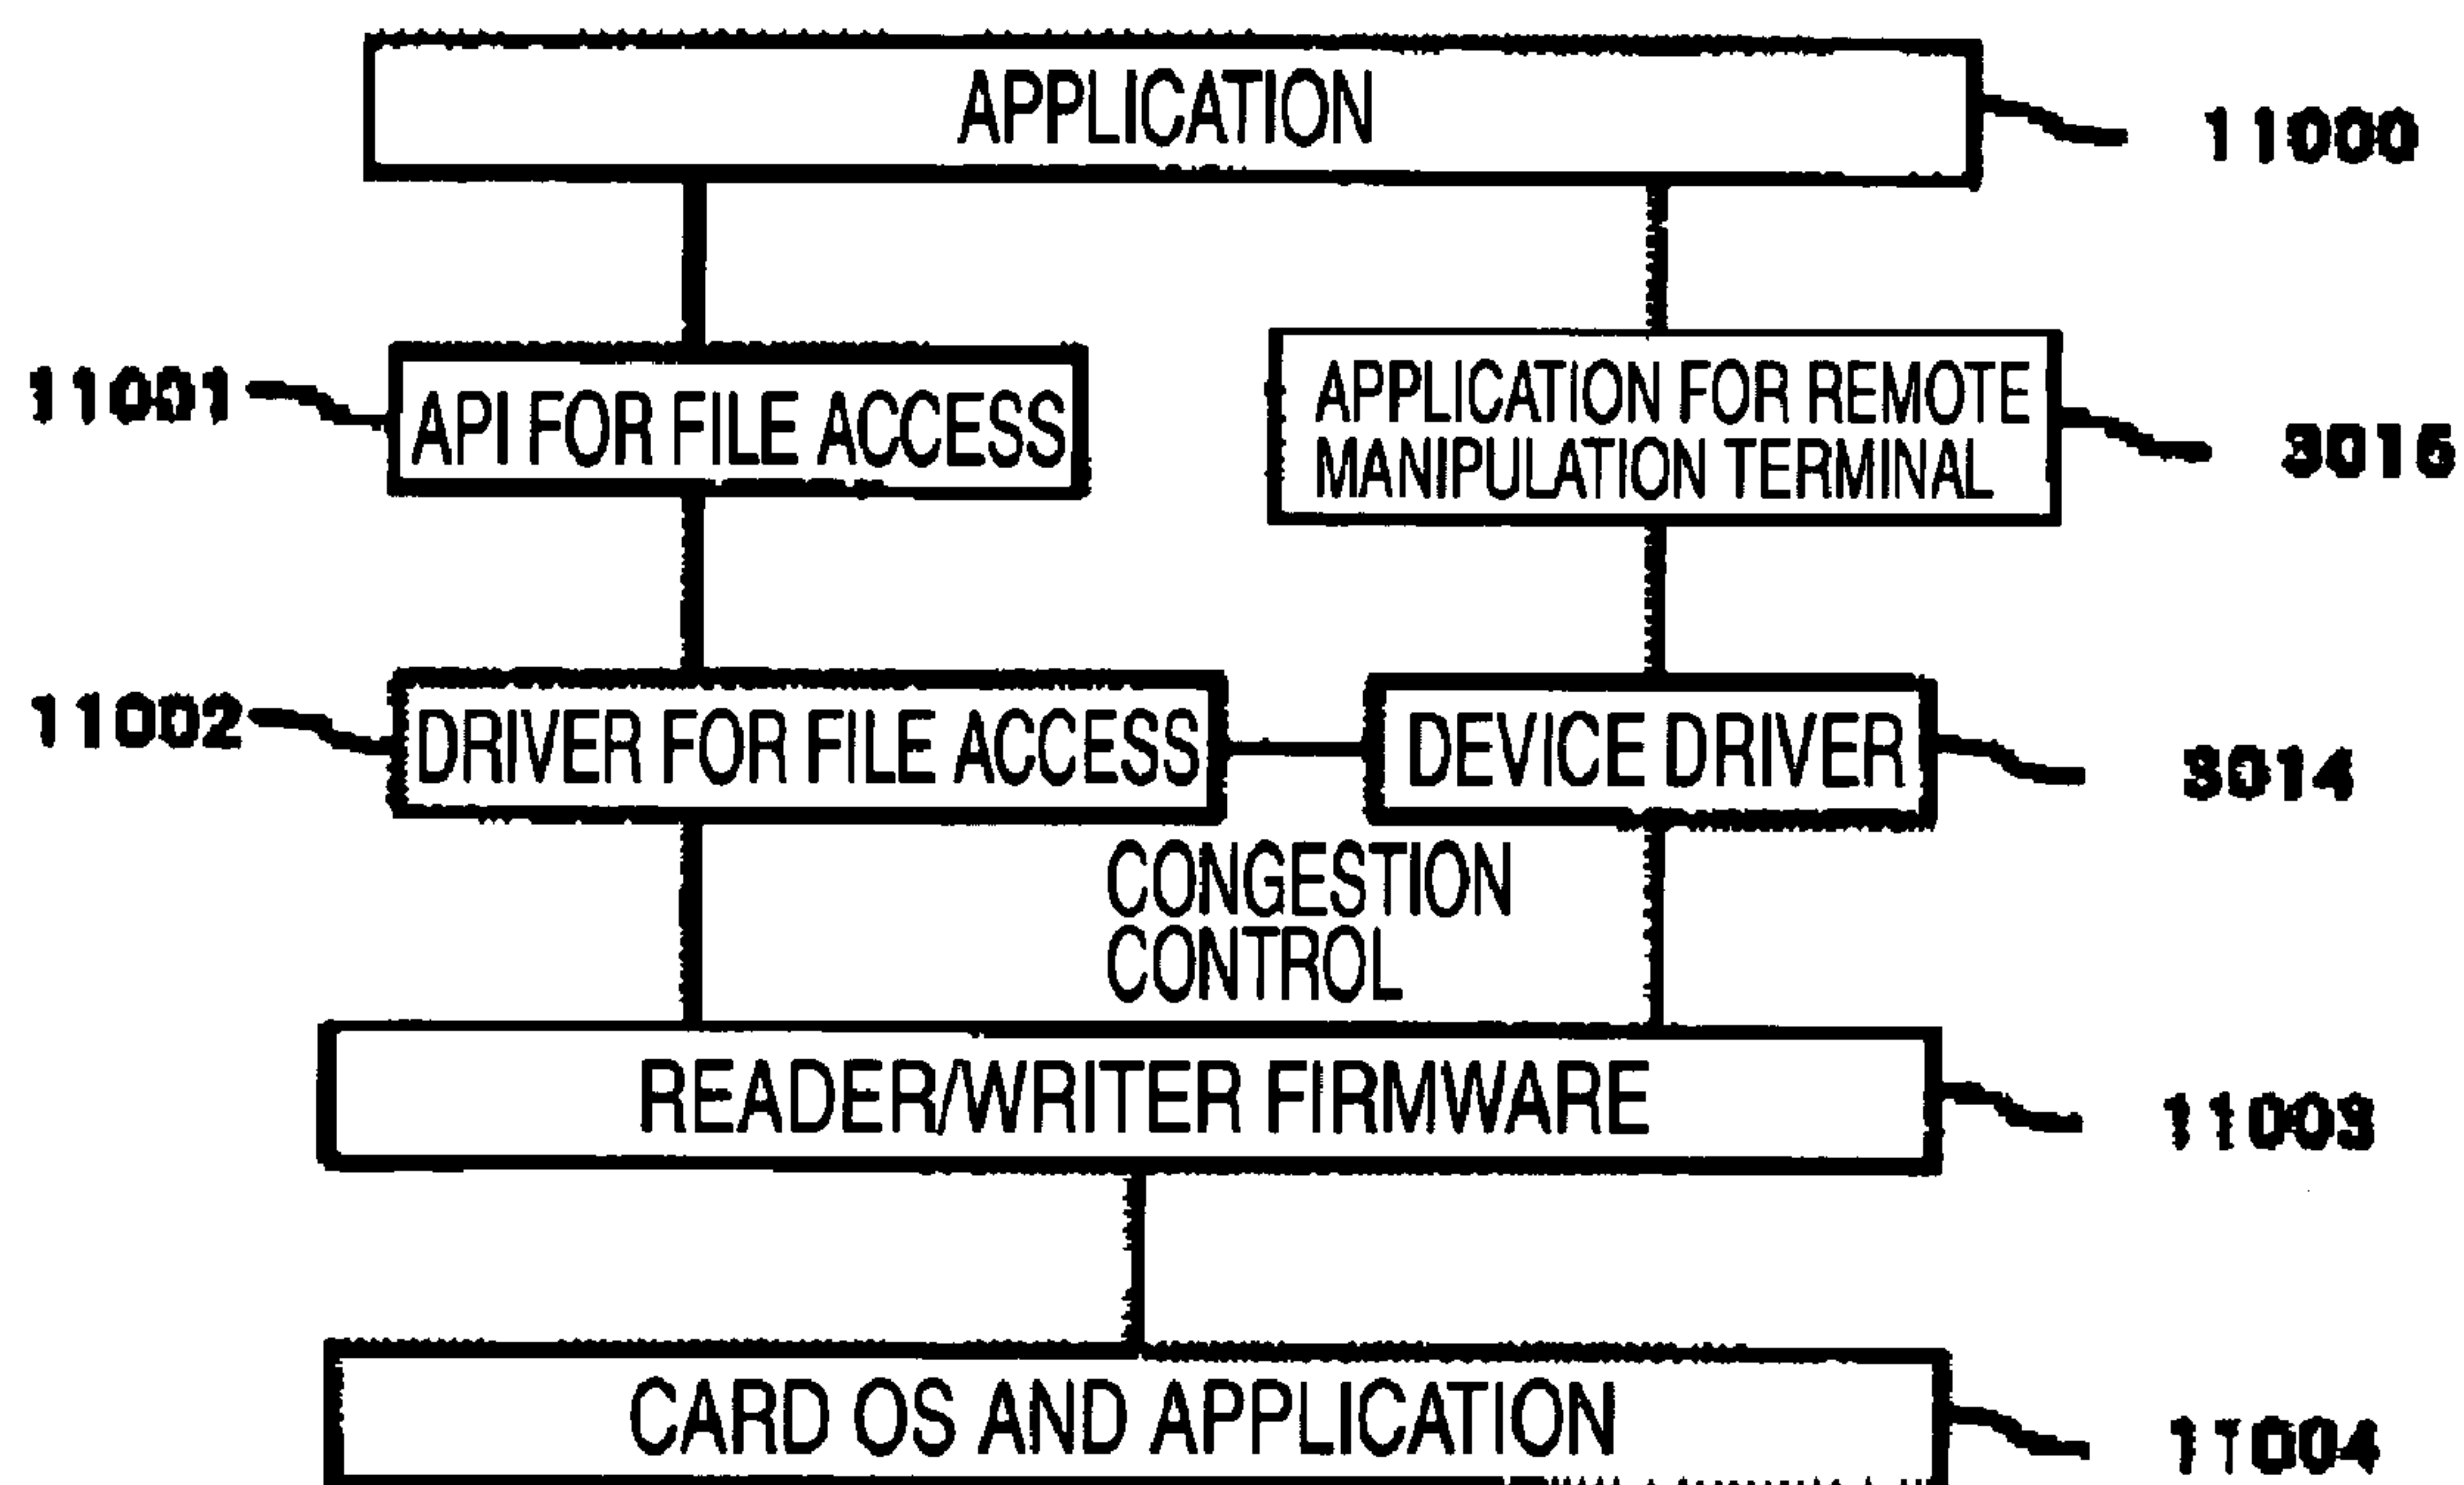 APPLICATION
11000
11001
API FOR FILE ACCESS
APPLICATION FOR REMOTE
MANIPULATION TERMINAL
3015
11002
DRIVER FOR FILE ACCESS
DEVICE DRIVER
3014
CONGESTION
CONTROL
READER/WRITER FIRMWARE
11003
CARD OS AND APPLICATION
11004